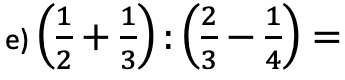 e) (1/2 + 1/3) : (2/3 − 1/4) =